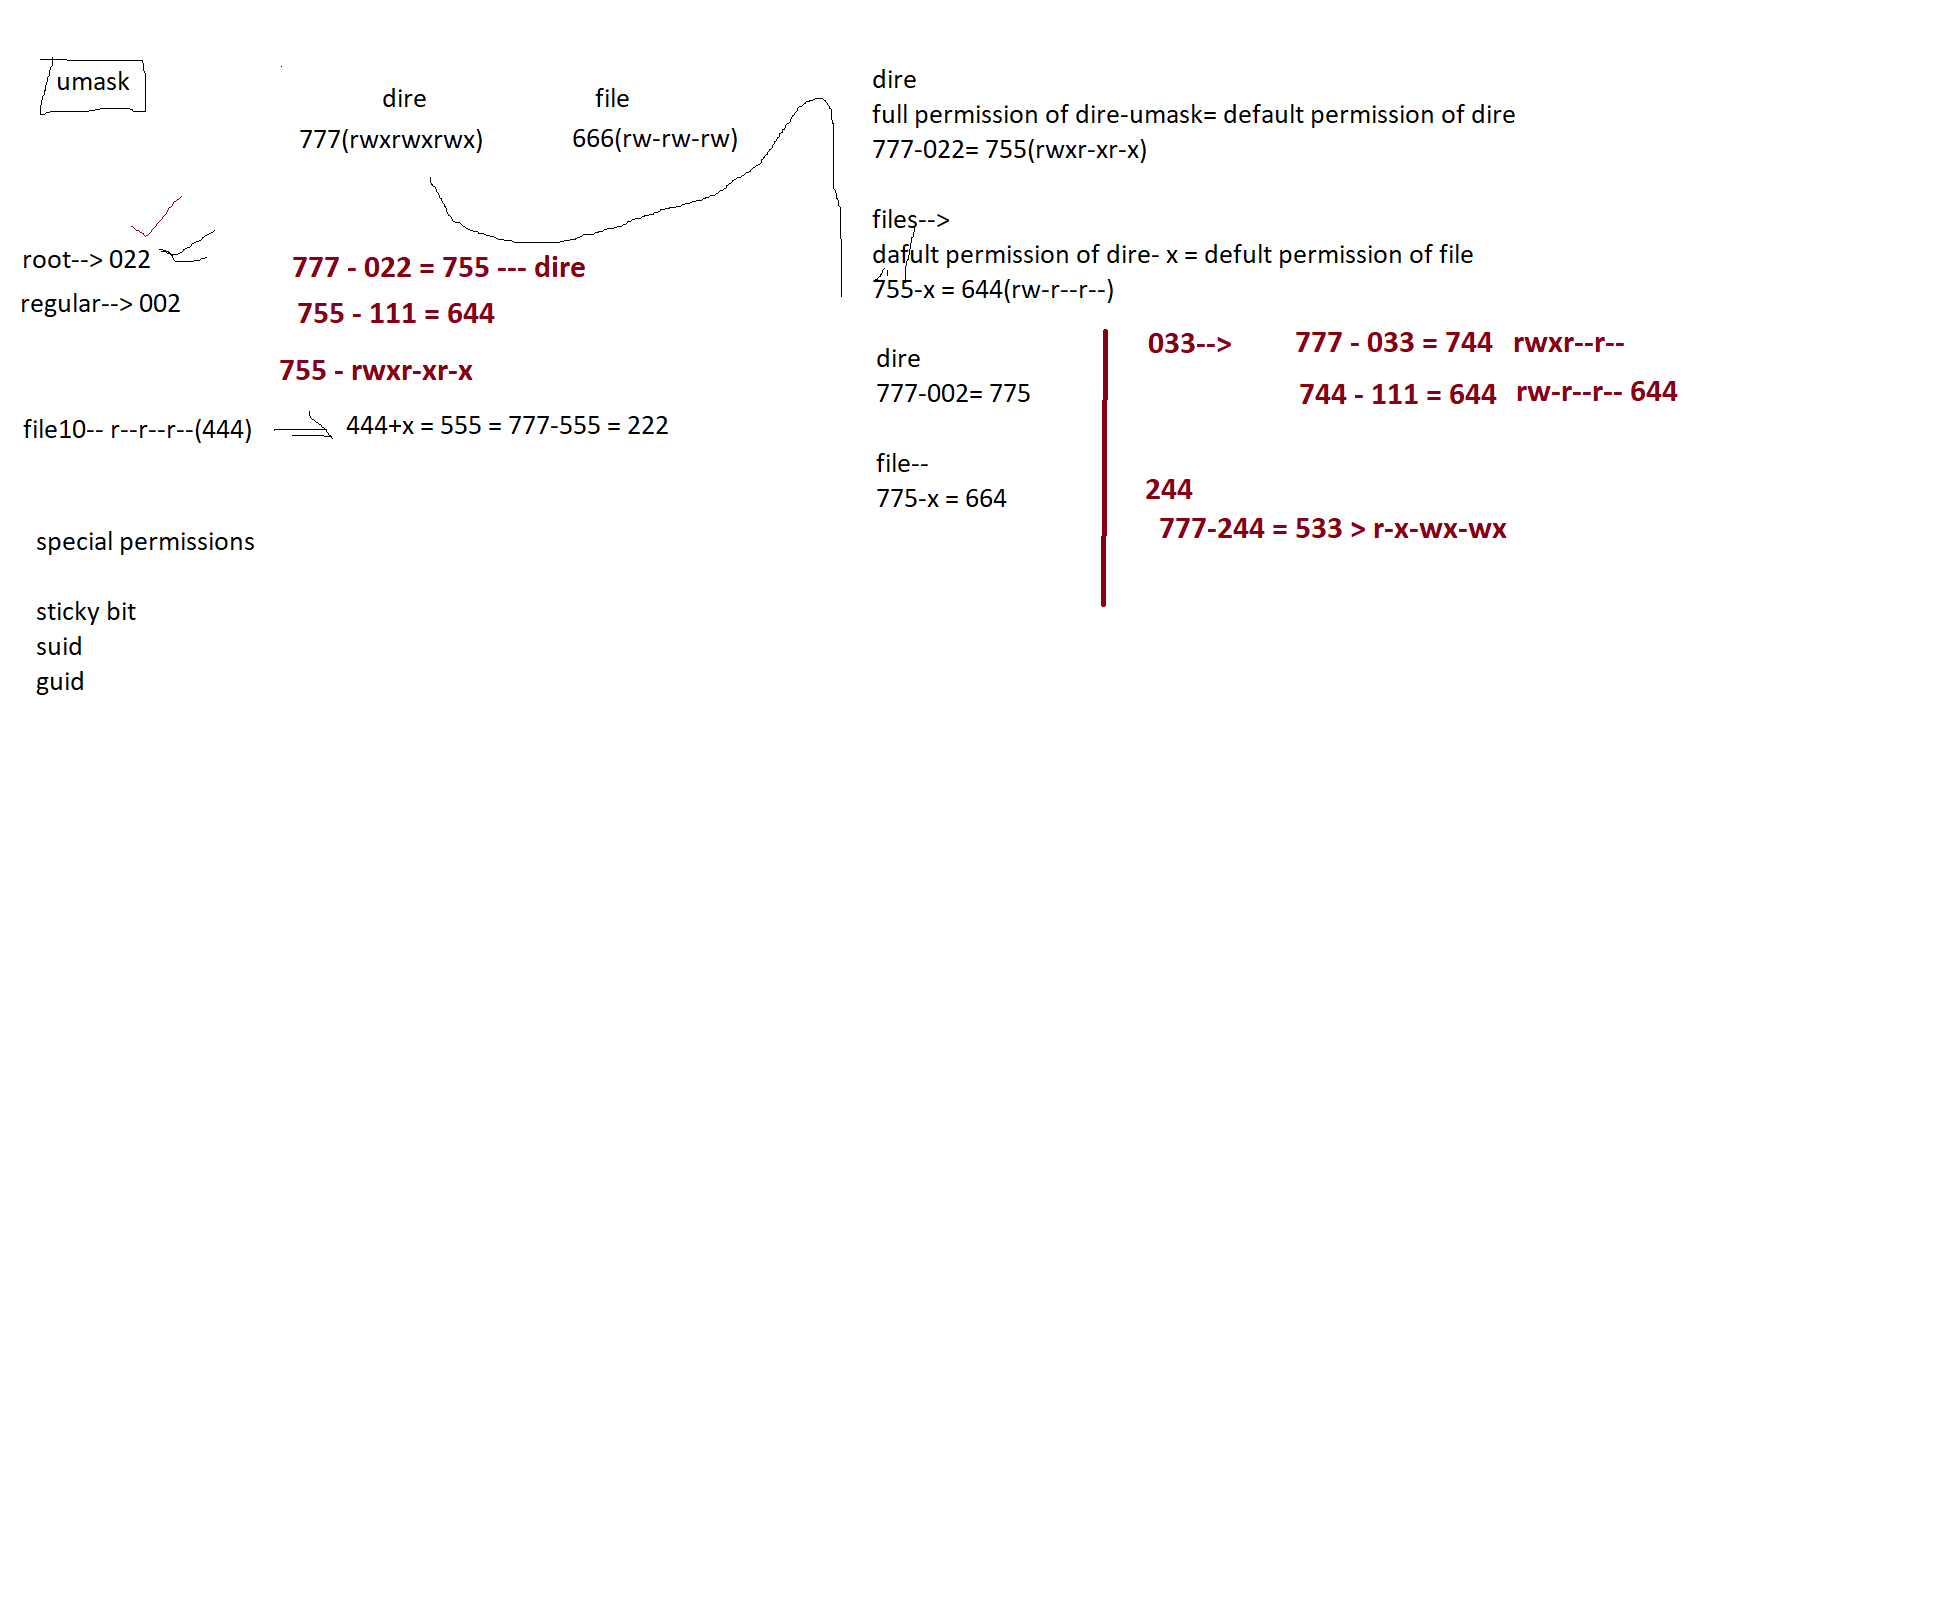 umask
dire file
777(rwxrwxrwx) 666(rw-rw-rw)
root--> 022
regular--> 002
777 - 022 = 755 --- dire
755 - 111 = 644
755 - rwxr-xr-x
file10-- r--r--r--(444)
444+x = 555 = 777-555 = 222
special permissions
sticky bit
suid
guid
dire
full permission of dire-umask= default permission of dire
777-022= 755(rwxr-xr-x)
files-->
dafult permission of dire- x = defult permission of file
755-x = 644(rw-r--r--)
dire
777-002= 775
file--
775-x = 664
033--> 777 - 033 = 744 rwxr--r--
744 - 111 = 644 rw-r--r-- 644
244
777-244 = 533 > r-x-wx-wx